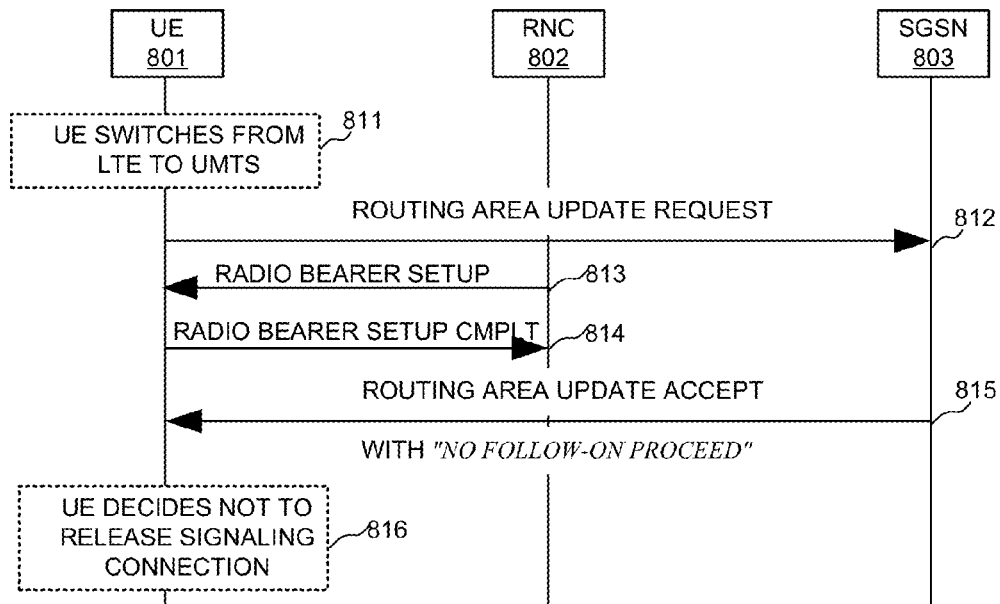 UE
801
RNC
802
SGSN
803
UE SWITCHES FROM
LTE TO UMTS
811
ROUTING AREA UPDATE REQUEST
812
RADIO BEARER SETUP
813
RADIO BEARER SETUP CMPLT
814
ROUTING AREA UPDATE ACCEPT
815
WITH "NO FOLLOW-ON PROCEED"
UE DECIDES NOT TO
RELEASE SIGNALING
CONNECTION
816